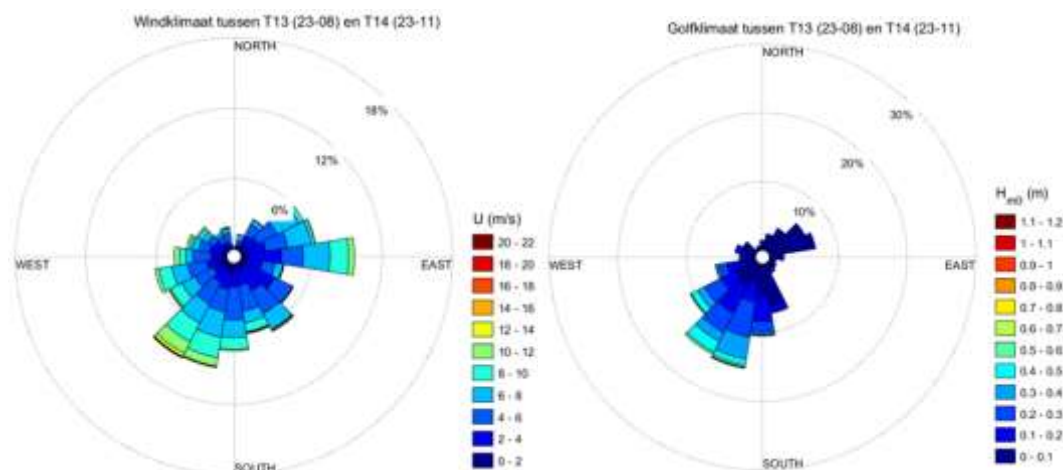 Windklimaat tussen T13 (23-08) en T14 (23-11)
NORTH
18%
12%
6%
WEST
EAST
SOUTH
U (m/s)
20 - 22
18 - 20
16 - 18
14 - 16
12 - 14
10 - 12
8 - 10
6 - 8
4 - 6
2 - 4
0 - 2
Golfklimaat tussen T13 (23-08) en T14 (23-11)
NORTH
30%
20%
10%
WEST
EAST
SOUTH
Hm0 (m)
1.1 - 1.2
1 - 1.1
0.9 - 1
0.8 - 0.9
0.7 - 0.8
0.6 - 0.7
0.5 - 0.6
0.4 - 0.5
0.3 - 0.4
0.2 - 0.3
0.1 - 0.2
0 - 0.1